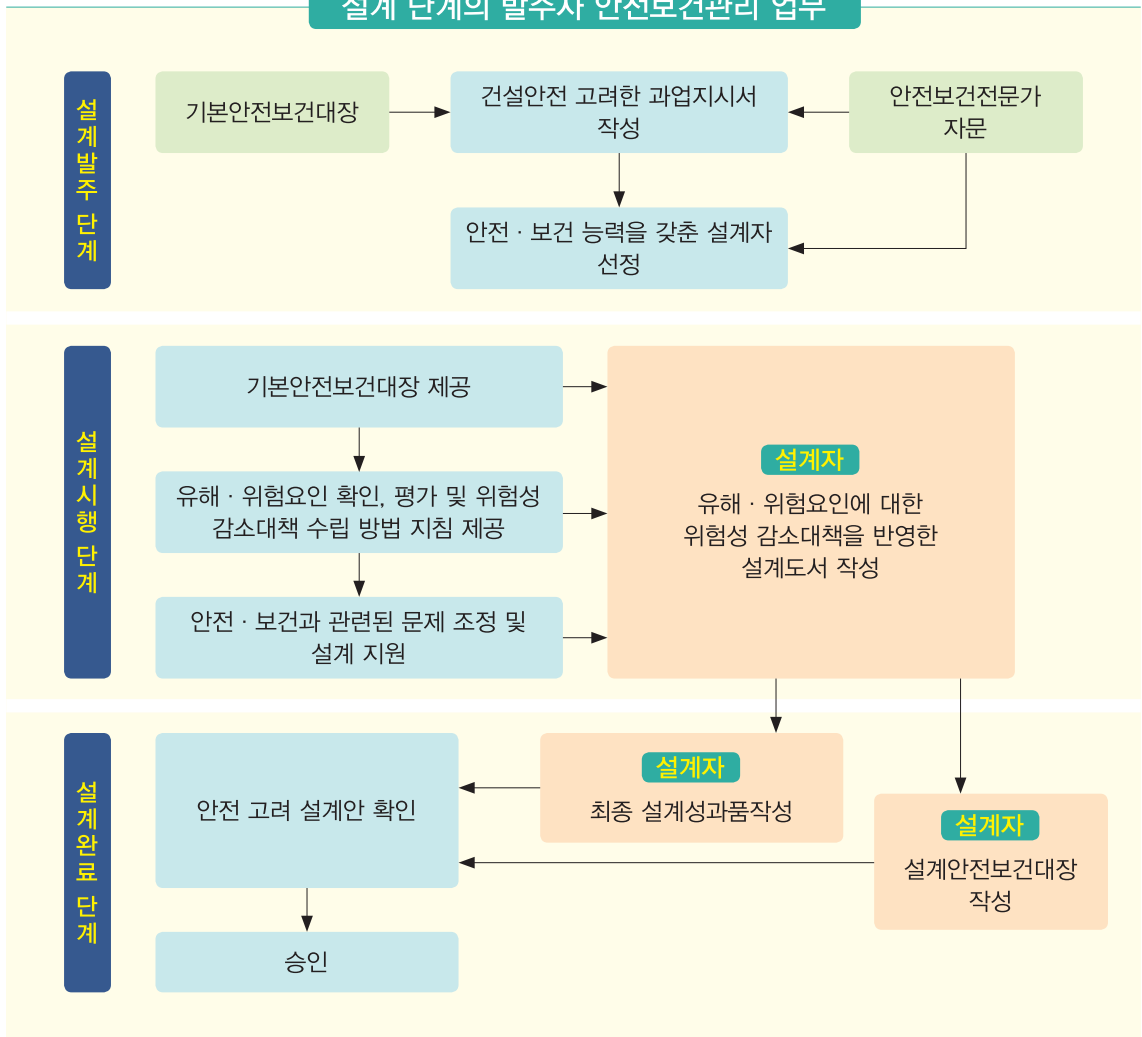 설계 단계의 발주자 안전보건관리 업무
설계발주 단계
기본안전보건대장
건설안전 고려한 과업지시서
작성
안전보건전문가
자문
안전 · 보건 능력을 갖춘 설계자
선정
설계시행 단계
기본안전보건대장 제공
유해 · 위험요인 확인, 평가 및 위험성
감소대책 수립 방법 지침 제공
안전 · 보건과 관련된 문제 조정 및
설계 지원
설계자
유해 · 위험요인에 대한
위험성 감소대책을 반영한
설계도서 작성
설계완료 단계
안전 고려 설계안 확인
설계자
최종 설계성과품작성
설계자
설계안전보건대장
작성
승인